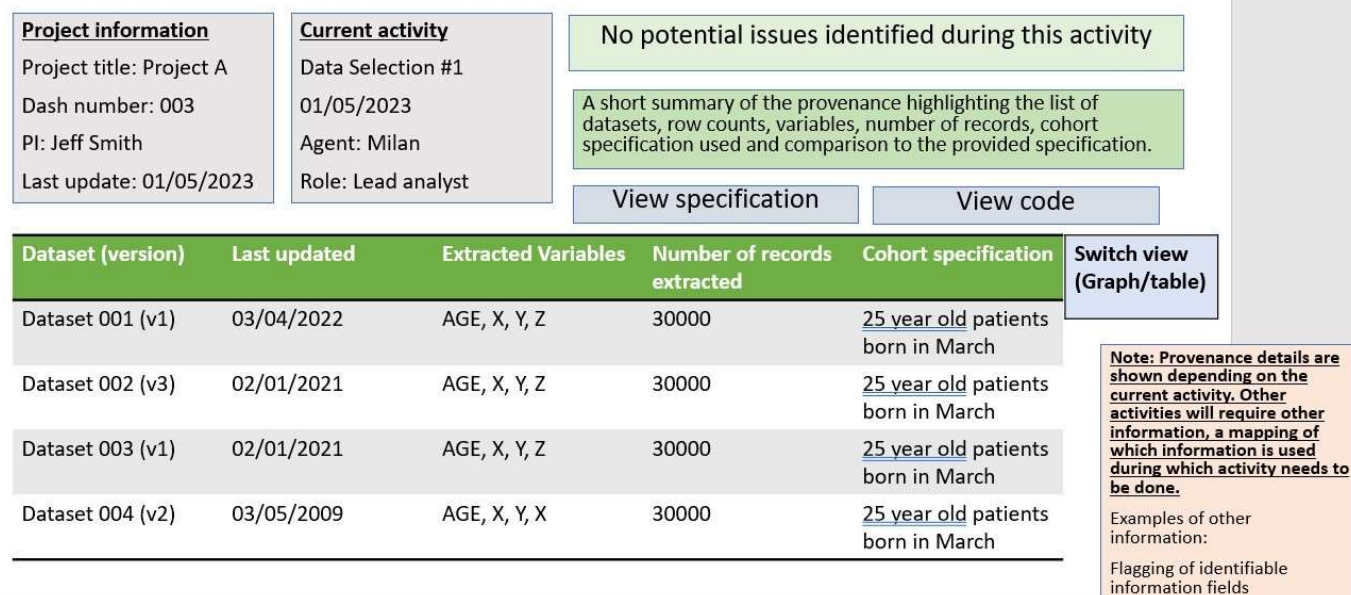 Project information
Project title: Project A
Dash number: 003
PI: Jeff Smith
Last update: 01/05/2023
Current activity
Data Selection #1
01/05/2023
Agent: Milan
Role: Lead analyst
No potential issues identified during this activity
A short summary of the provenance highlighting the list of
datasets, row counts, variables, number of records, cohort
specification used and comparison to the provided specification.
View specification
View code
Dataset (version)
Last updated
Extracted Variables
Number of records
extracted
Cohort specification
Dataset 001 (v1)
03/04/2022
AGE, X, Y, Z
30000
25 year old patients
born in March
Dataset 002 (v3)
02/01/2021
AGE, X, Y, Z
30000
25 year old patients
born in March
Dataset 003 (v1)
02/01/2021
AGE, X, Y, Z
30000
25 year old patients
born in March
Dataset 004 (v2)
03/05/2009
AGE, X, Y, X
30000
25 year old patients
born in March
Switch view
(Graph/table)
Note: Provenance details are
shown depending on the
current activity. Other
activities will require other
information, a mapping of
which information is used
during which activity needs to
be done.
Examples of other
information:
Flagging of identifiable
information fields